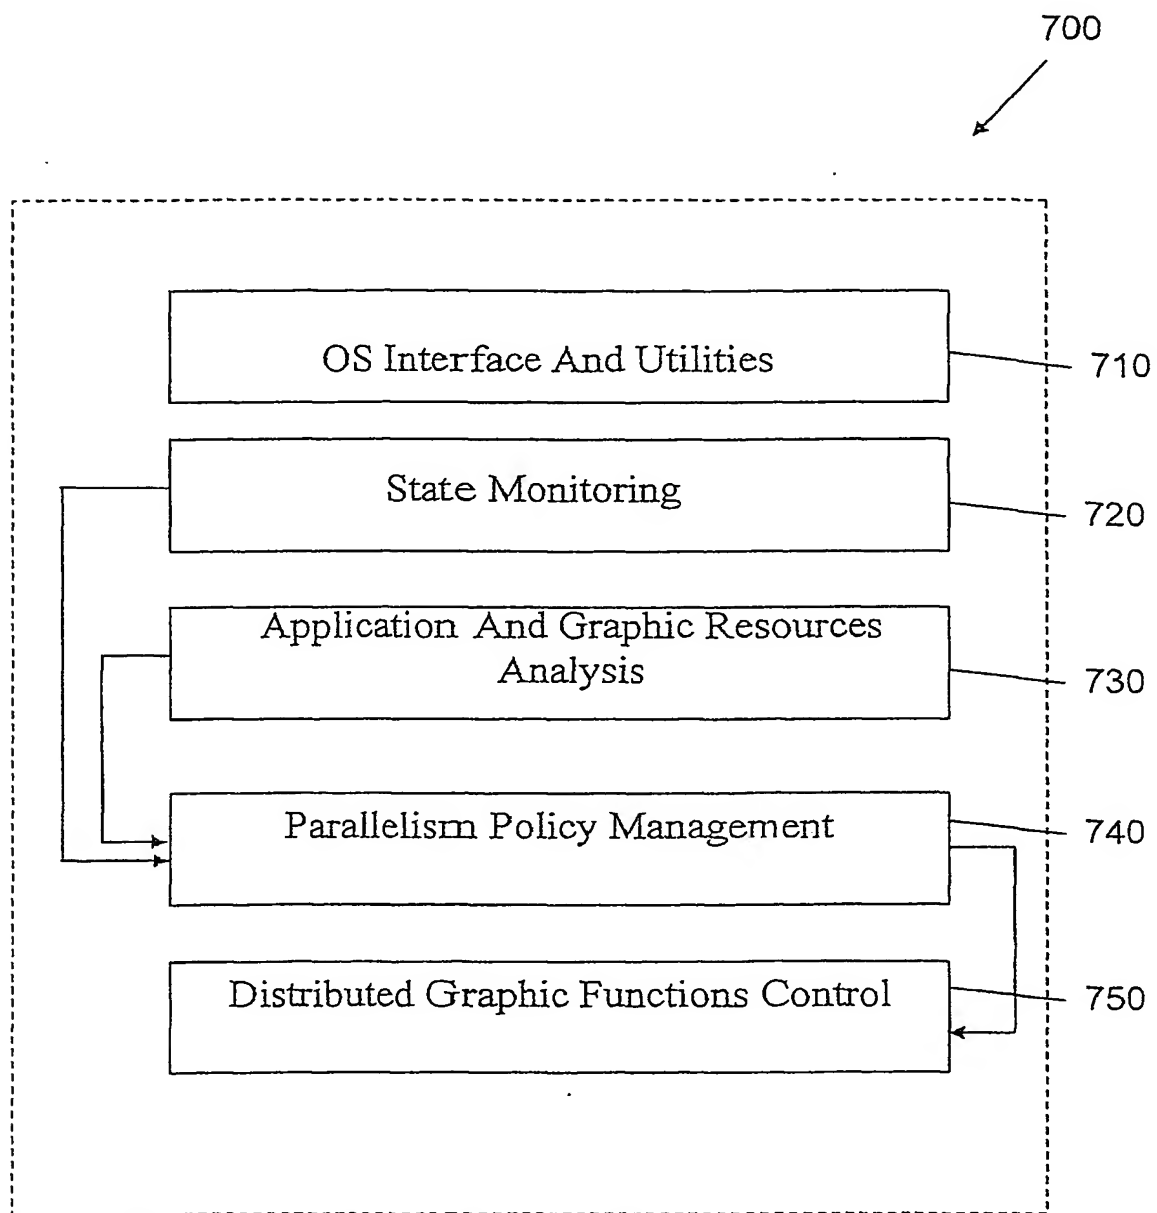 700
OS Interface And Utilities
710
State Monitoring
720
Application And Graphic Resources
Analysis
730
Parallelism Policy Management
740
Distributed Graphic Functions Control
750